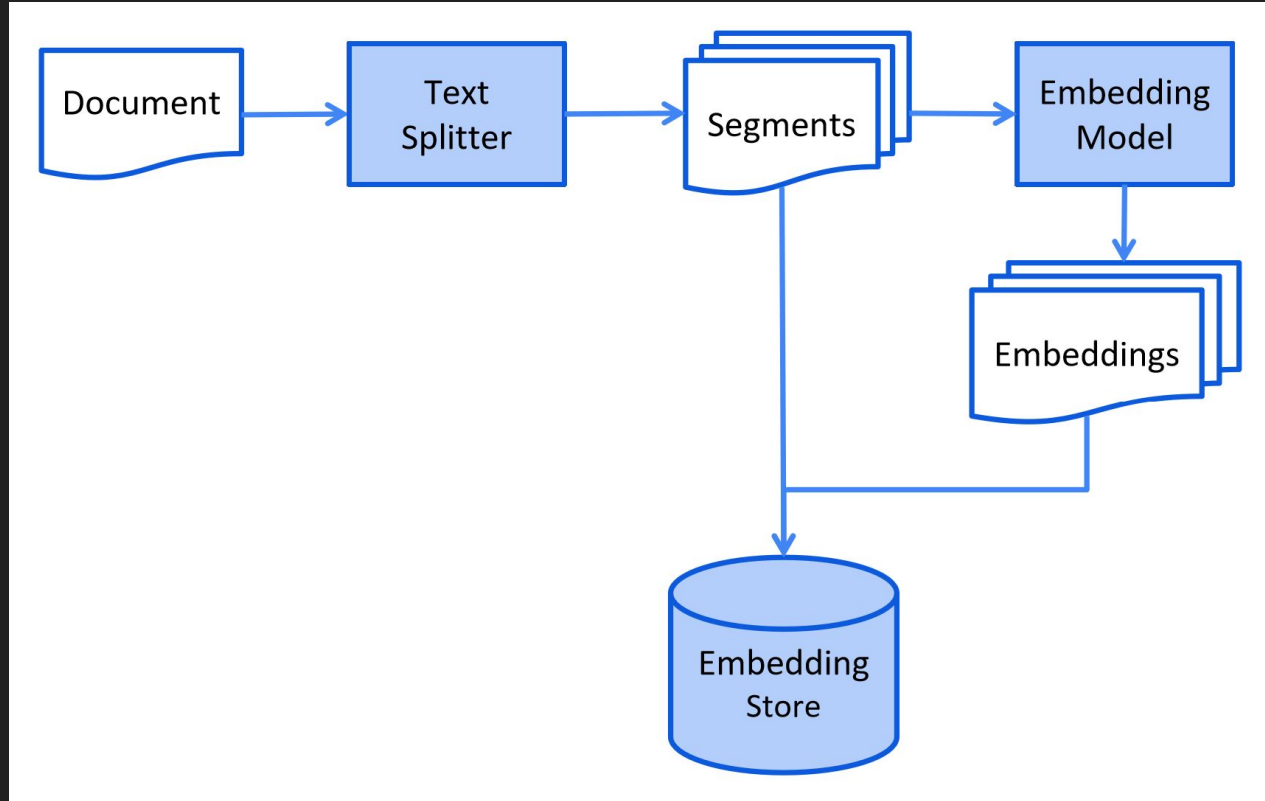 Document
Text
Splitter
Segments
Embedding
Model
Embeddings
Embedding
Store